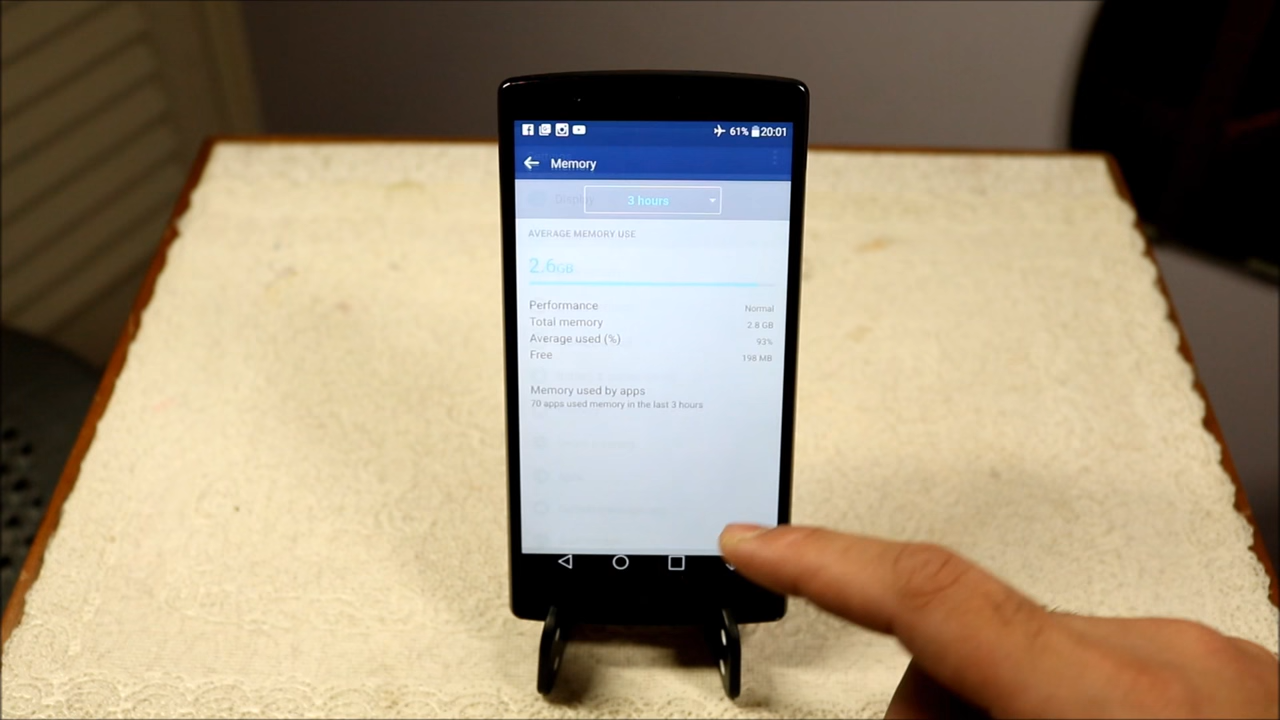 61% 20:01
Memory
Display
3 hours
AVERAGE MEMORY USE
2.6GB
Performance Normal
Total memory 2.8 GB
Average used (%) 93%
Free 198 MB
Memory used by apps
70 apps used memory in the last 3 hours